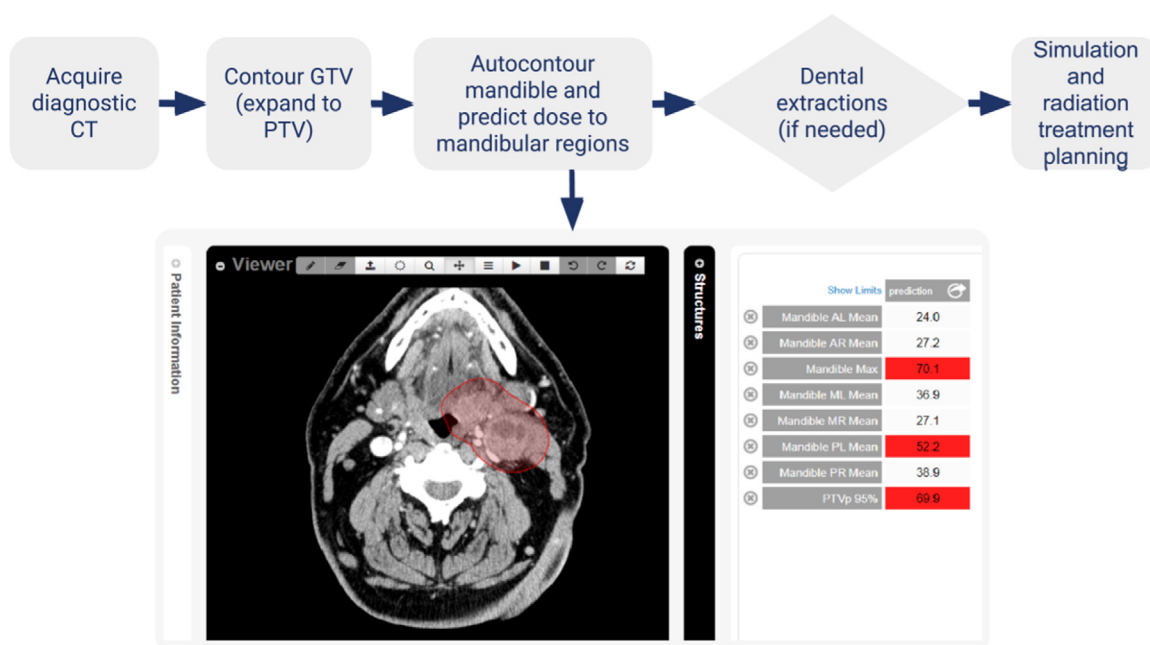 Acquire
diagnostic
CT
Contour GTV
(expand to
PTV)
Autocontour
mandible and
predict dose to
mandibular regions
Dental
extractions
(if needed)
Simulation
and
radiation
treatment
planning
Patient Information
Viewer
Structures
Show Limits prediction
Mandible AL Mean 24.0
Mandible AR Mean 27.2
Mandible Max 70.1
Mandible ML Mean 36.9
Mandible MR Mean 27.1
Mandible PL Mean 52.2
Mandible PR Mean 38.9
PTVp 95% 69.9